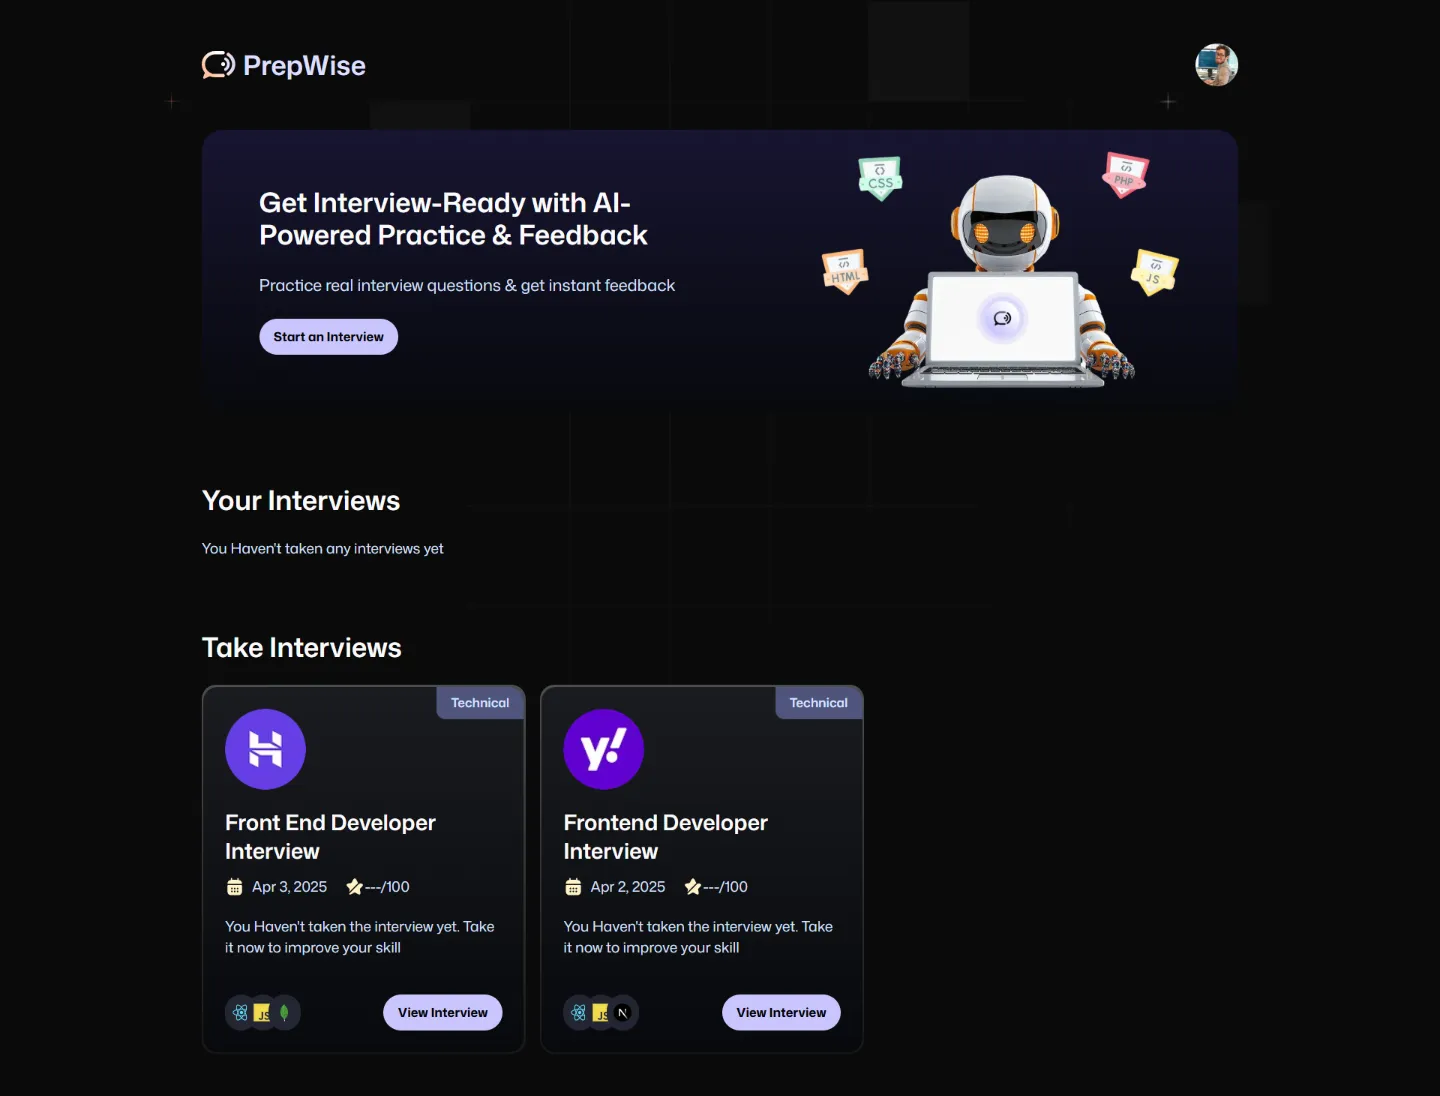 PrepWise
Get Interview-Ready with AI-
Powered Practice & Feedback
Practice real interview questions & get instant feedback
Start an Interview
CSS
PHP
HTML
JS
Your Interviews
You Haven't taken any interviews yet
Take Interviews
Technical
Front End Developer
Interview
Apr 3, 2025 ---/100
You Haven't taken the interview yet. Take
it now to improve your skill
JS
View Interview
Technical
y!
Frontend Developer
Interview
Apr 2, 2025 ---/100
You Haven't taken the interview yet. Take
it now to improve your skill
JS N
View Interview